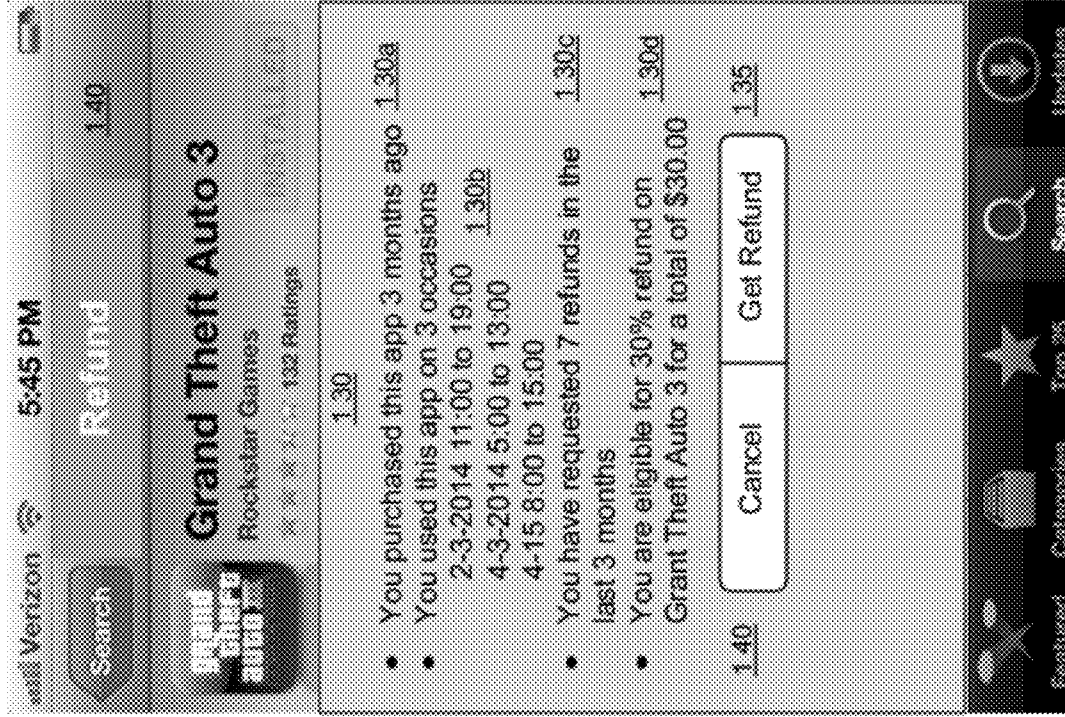 Verizon 5:45 PM
Search Refund 1.40
grand
theft
auto
Grand Theft Auto 3
Rockstar Games
1332 Ratings
1.30
• You purchased this app 3 months ago 1.30a
• You used this app on 3 occasions
2-3-2014 11:00 to 19:00 1.30b
4-3-2014 5:00 to 13:00
4-15 8:00 to 15:00
• You have requested 7 refunds in the 1.30c
last 3 months
• You are eligible for 30% refund on 1.30d
Grant Theft Auto 3 for a total of $30.00
1.40 Cancel Get Refund 1.35
Featured Categories Top 25 Search Updates